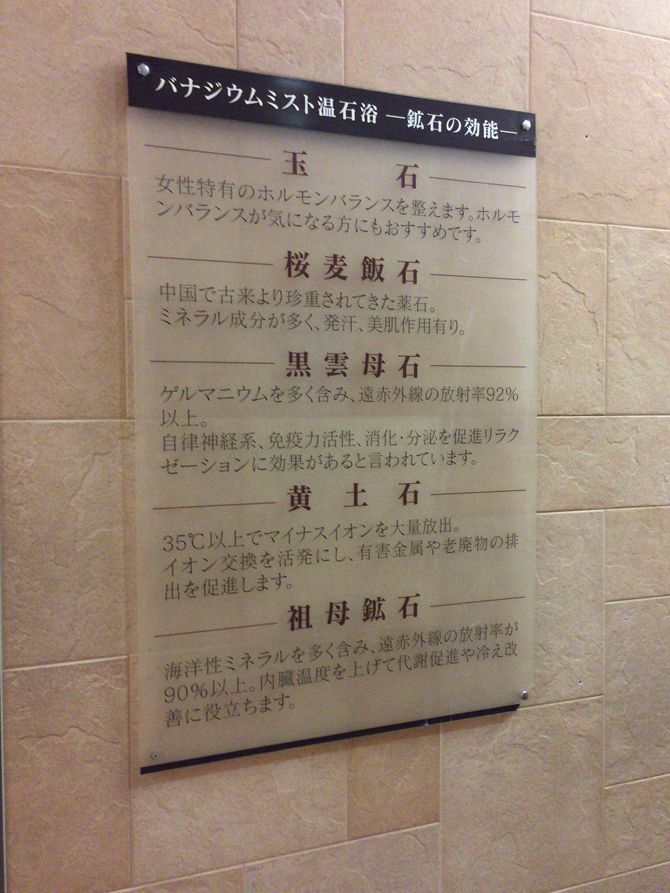 バナジウムミスト温石浴 ―鉱石の効能―
玉石
女性特有のホルモンバランスを整えます。ホルモ
ンバランスが気になる方にもおすすめです。
桜麦飯石
中国で古来より珍重されてきた薬石。
ミネラル成分が多く、発汗、美肌作用有り。
黒雲母石
ゲルマニウムを多く含み、遠赤外線の放射率92%
以上。
自律神経系、免疫力活性、消化・分泌を促進リラク
ゼーションに効果があると言われています。
黄土石
35℃以上でマイナスイオンを大量放出。
イオン交換を活発にし、有害金属や老廃物の排
出を促進します。
祖母鉱石
海洋性ミネラルを多く含み、遠赤外線の放射率が
90%以上。内臓温度を上げて代謝促進や冷え改
善に役立ちます。